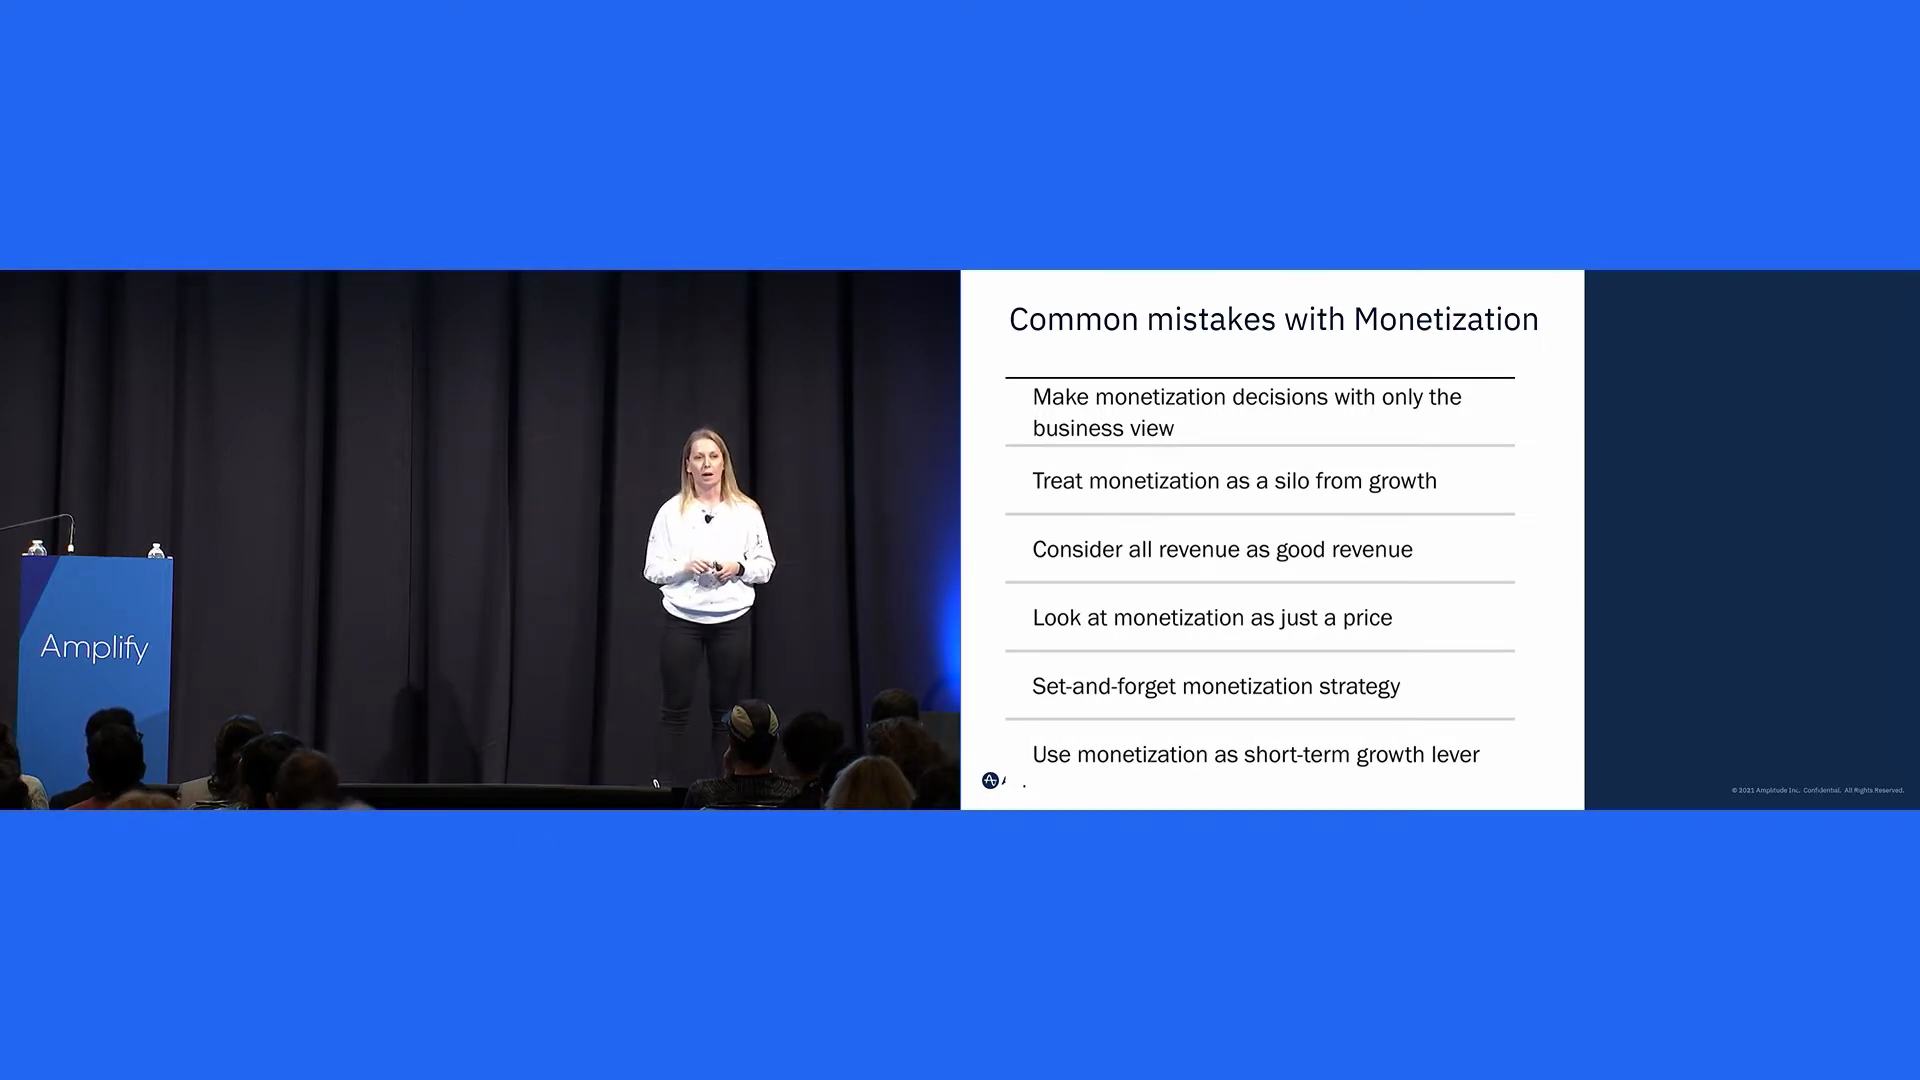 Amplify
Common mistakes with Monetization
Make monetization decisions with only the
business view
Treat monetization as a silo from growth
Consider all revenue as good revenue
Look at monetization as just a price
Set-and-forget monetization strategy
Use monetization as short-term growth lever
© 2021 Amplitude Inc. Confidential. All Rights Reserved.